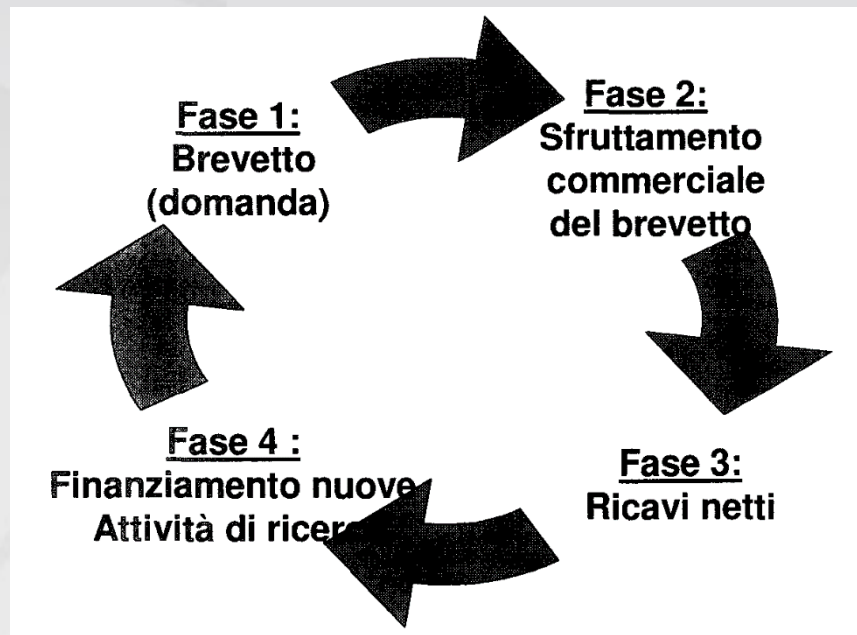 Fase 1:
Brevetto
(domanda)
Fase 2:
Sfruttamento
commerciale
del brevetto
Fase 3:
Ricavi netti
Fase 4 :
Finanziamento nuove
Attività di